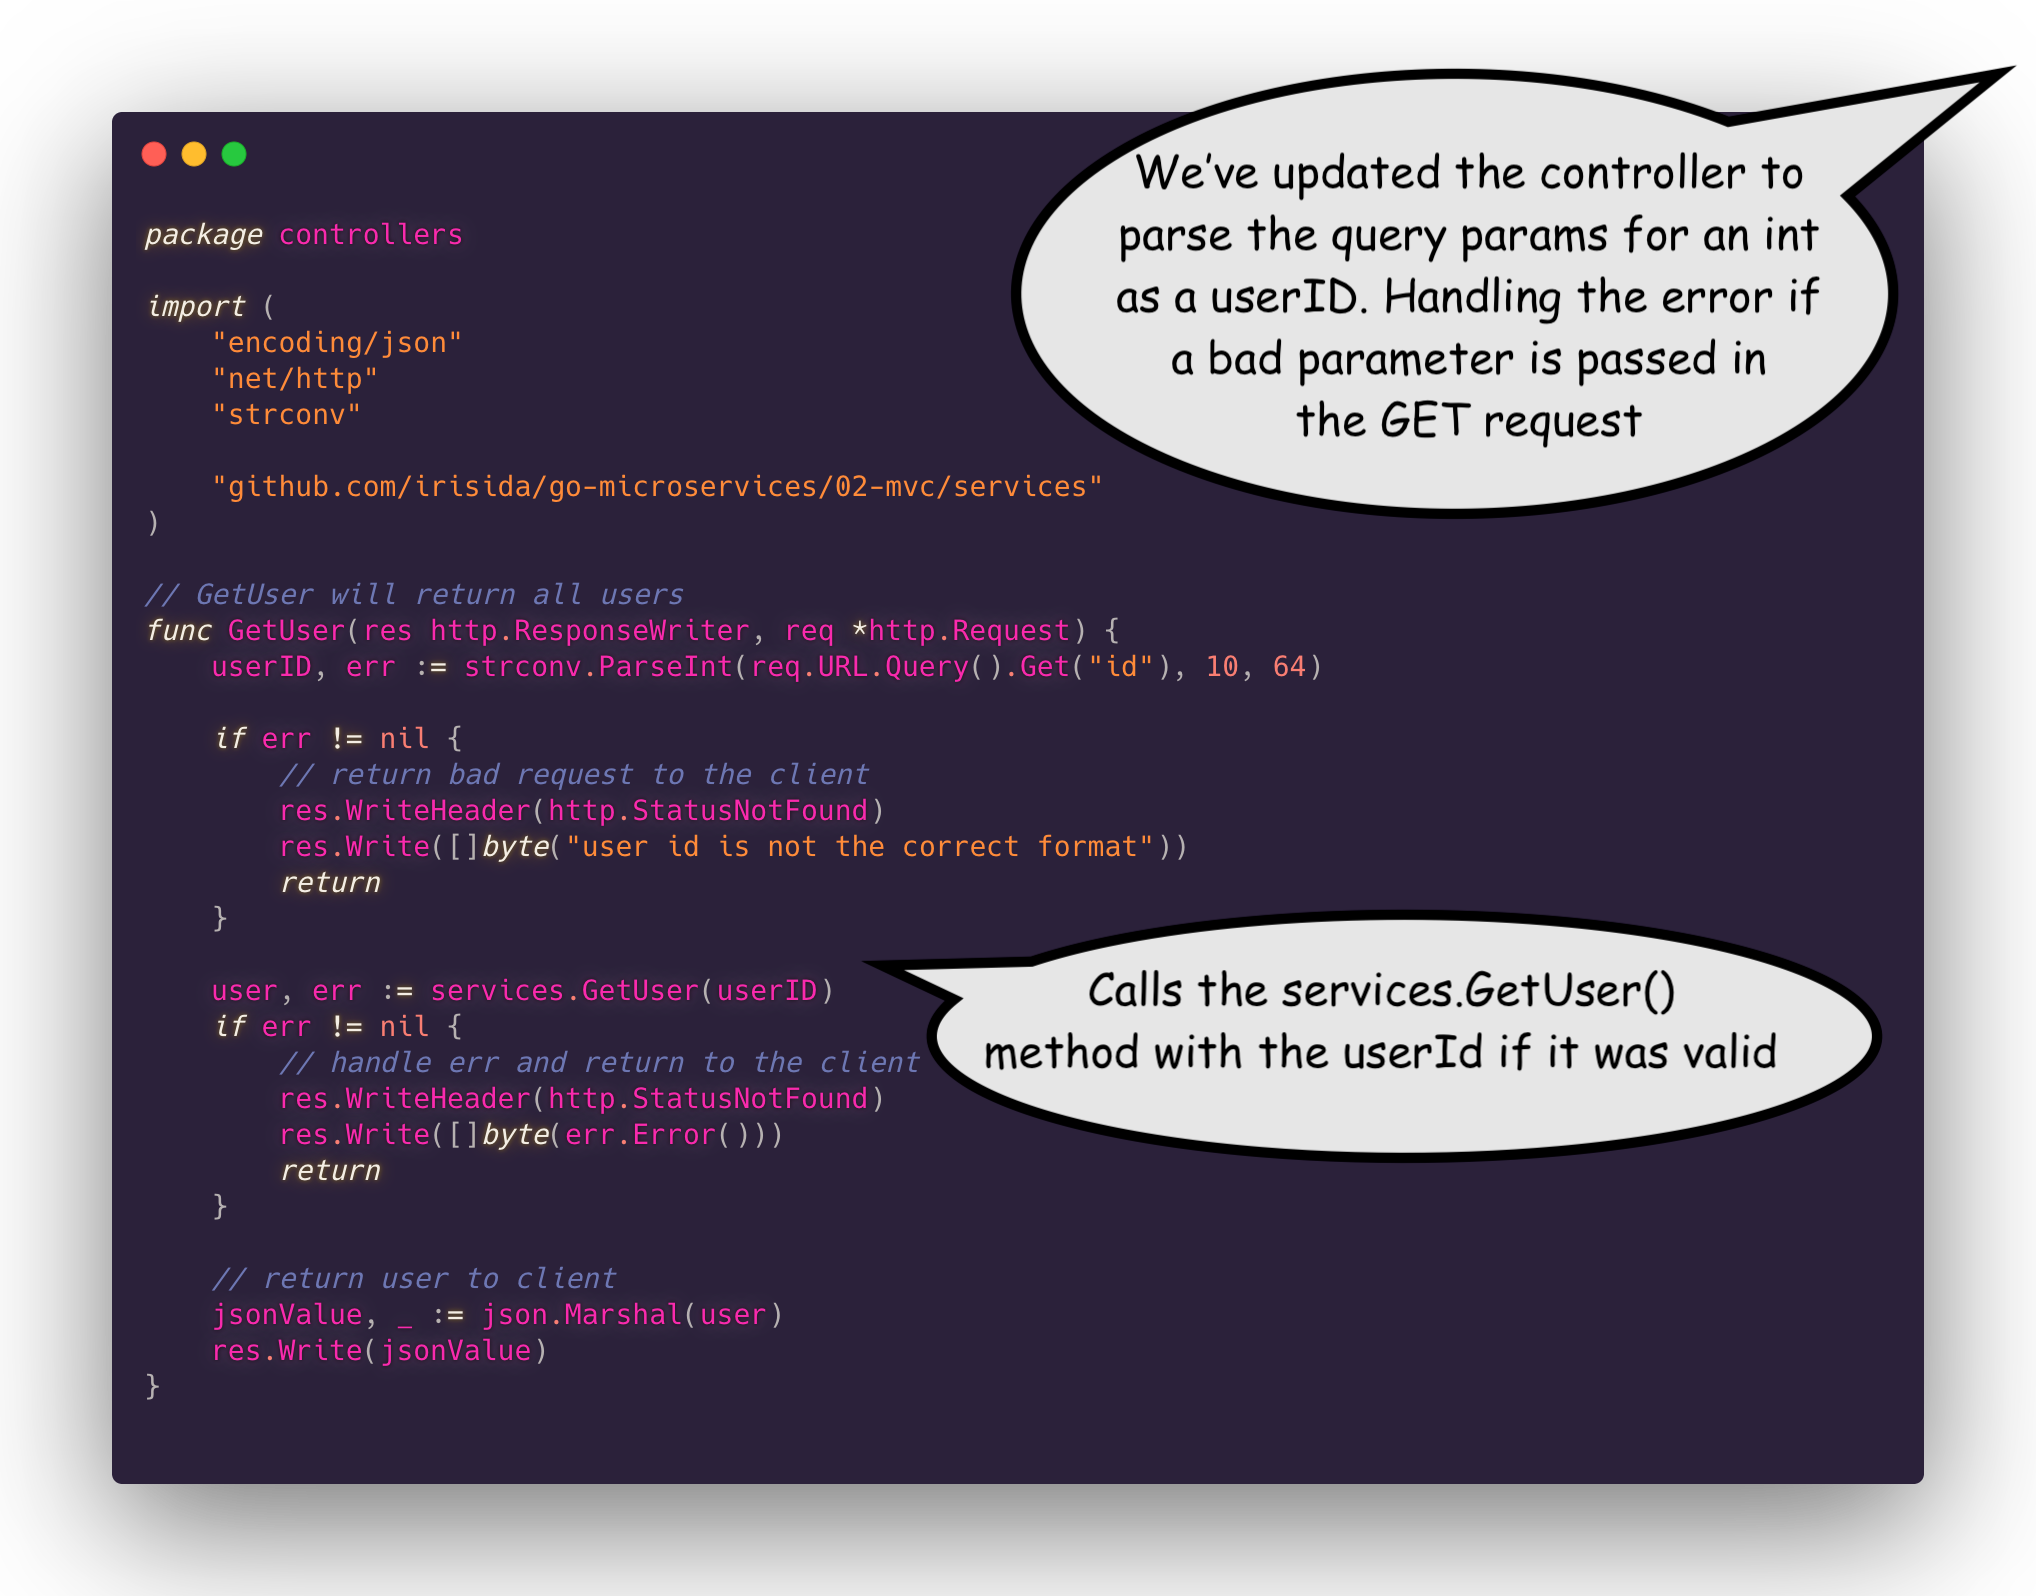 We've updated the controller to
parse the query params for an int
as a userID. Handling the error if
a bad parameter is passed in
the GET request
package controllers
import (
"encoding/json"
"net/http"
"strconv"
"github.com/irisida/go-microservices/02-mvc/services"
)
// GetUser will return all users
func GetUser(res http.ResponseWriter, req *http.Request) {
userID, err := strconv.ParseInt(req.URL.Query().Get("id"), 10, 64)
if err != nil {
// return bad request to the client
res.WriteHeader(http.StatusNotFound)
res.Write([]byte("user id is not the correct format"))
return
}
user, err := services.GetUser(userID)
if err != nil {
// handle err and return to the client
res.WriteHeader(http.StatusNotFound)
res.Write([]byte(err.Error()))
return
}
Calls the services.GetUser()
method with the userId if it was valid
// return user to client
jsonValue, _ := json.Marshal(user)
res.Write(jsonValue)
}